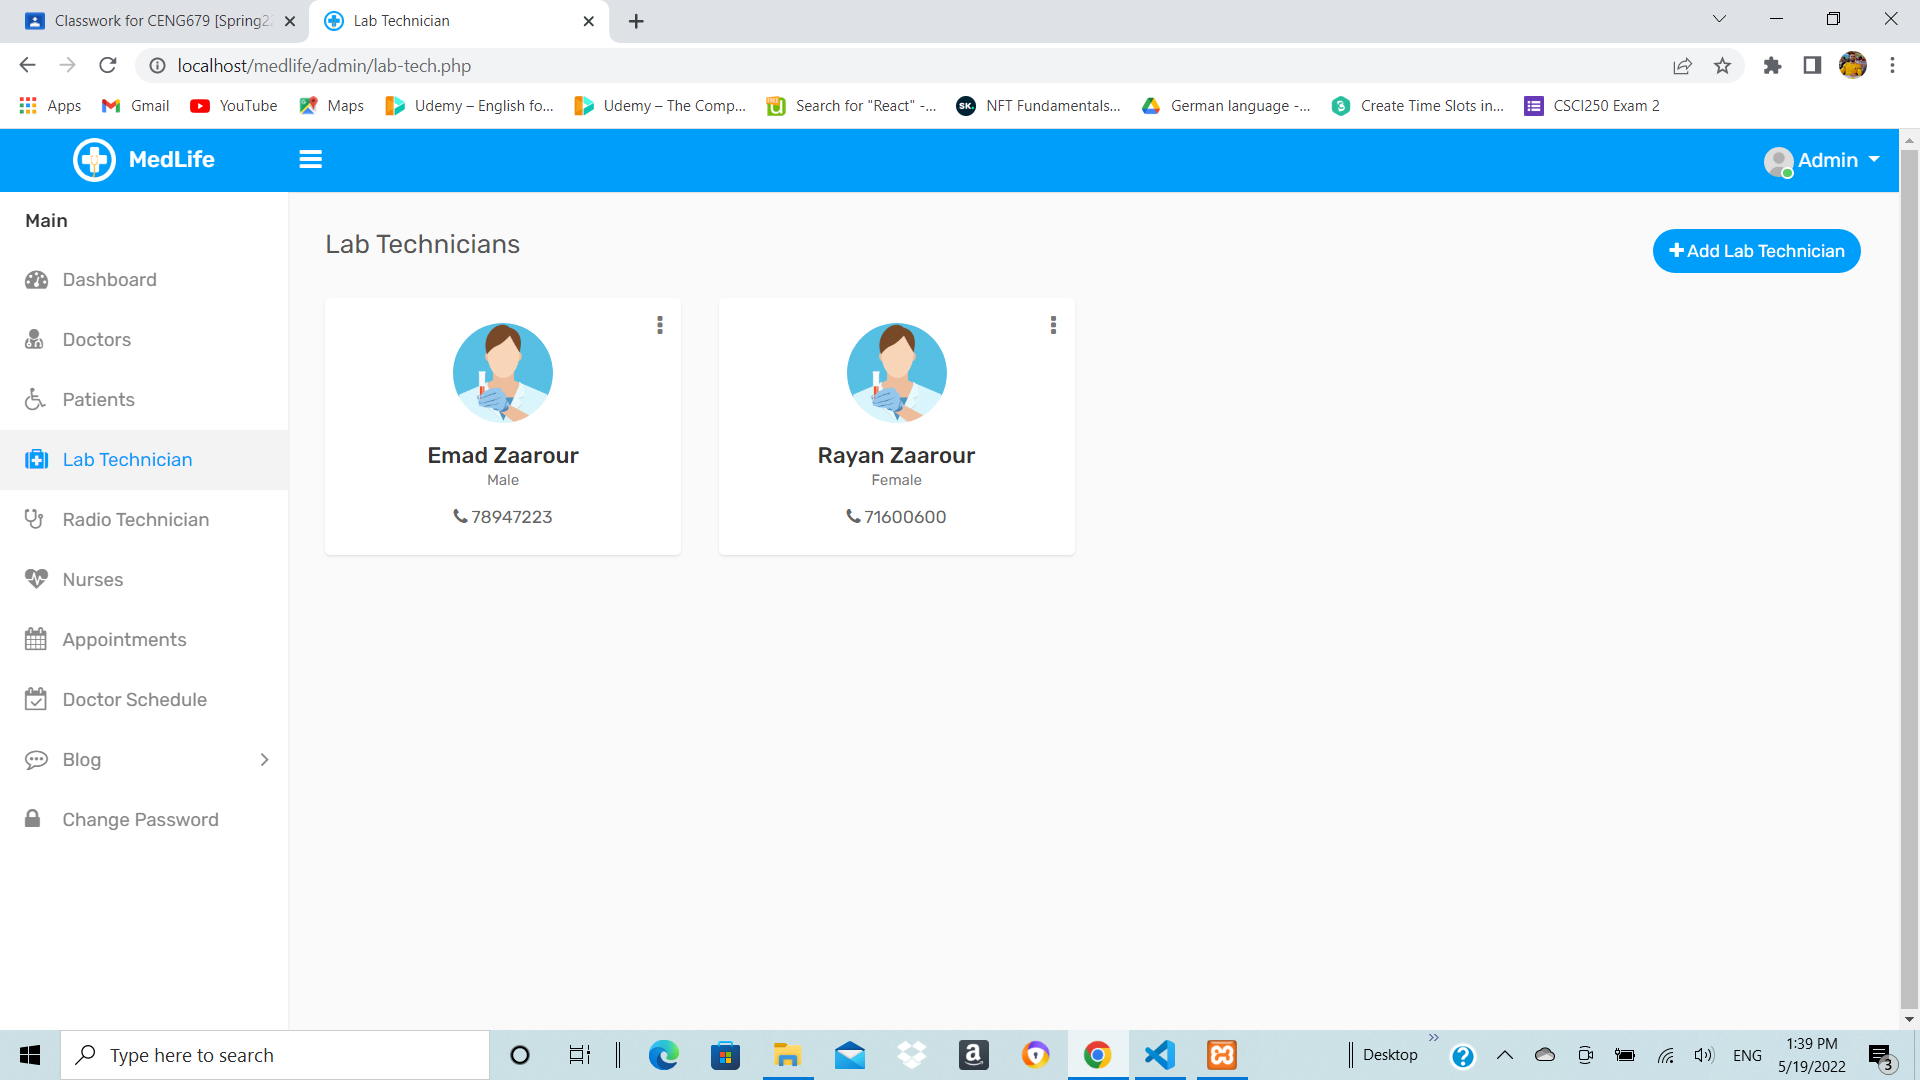 Classwork for CENG679 [Spring22
Lab Technician
localhost/medlife/admin/lab-tech.php
Apps
Gmail
YouTube
Maps
Udemy – English fo...
Udemy – The Comp...
Search for "React" -...
SK.
NFT Fundamentals...
German language -...
Create Time Slots in...
CSCI250 Exam 2
MedLife
Admin
Main
Dashboard
Doctors
Patients
Lab Technician
Radio Technician
Nurses
Appointments
Doctor Schedule
Blog
Change Password
Lab Technicians
Add Lab Technician
Emad Zaarour
Male
78947223
Rayan Zaarour
Female
71600600
Type here to search
Desktop
ENG
1:39 PM
5/19/2022
3